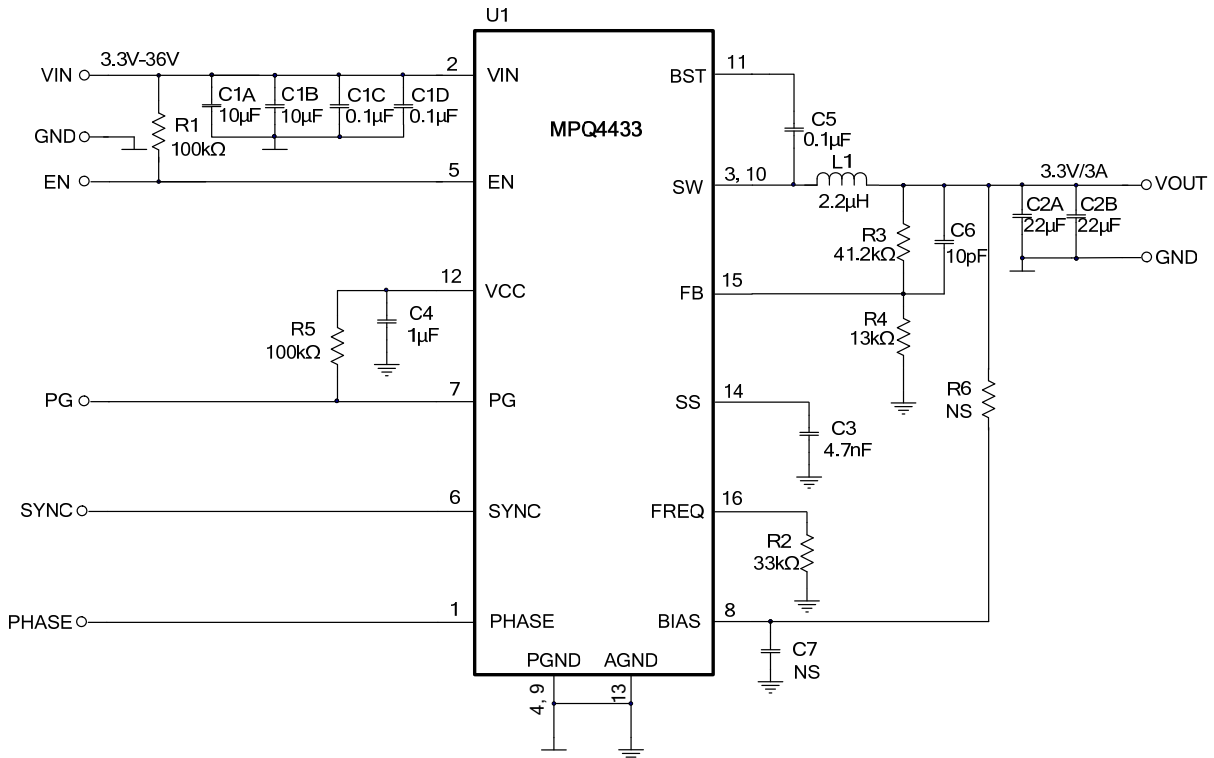 U1
MPQ4433
3.3V-36V
VIN
2
VIN
C1A
10µF
C1B
10µF
C1C
0.1µF
C1D
0.1µF
GND
R1
100kΩ
EN
5
EN
12
VCC
R5
100kΩ
C4
1µF
PG
7
PG
SYNC
6
SYNC
PHASE
1
PHASE
PGND
AGND
4, 9
13
BST
11
C5
0.1µF
SW
3, 10
L1
2.2µH
3.3V/3A
VOUT
C2A
22µF
C2B
22µF
GND
R3
41.2kΩ
C6
10pF
FB
15
R4
13kΩ
SS
14
C3
4.7nF
R6
NS
FREQ
16
R2
33kΩ
BIAS
8
C7
NS